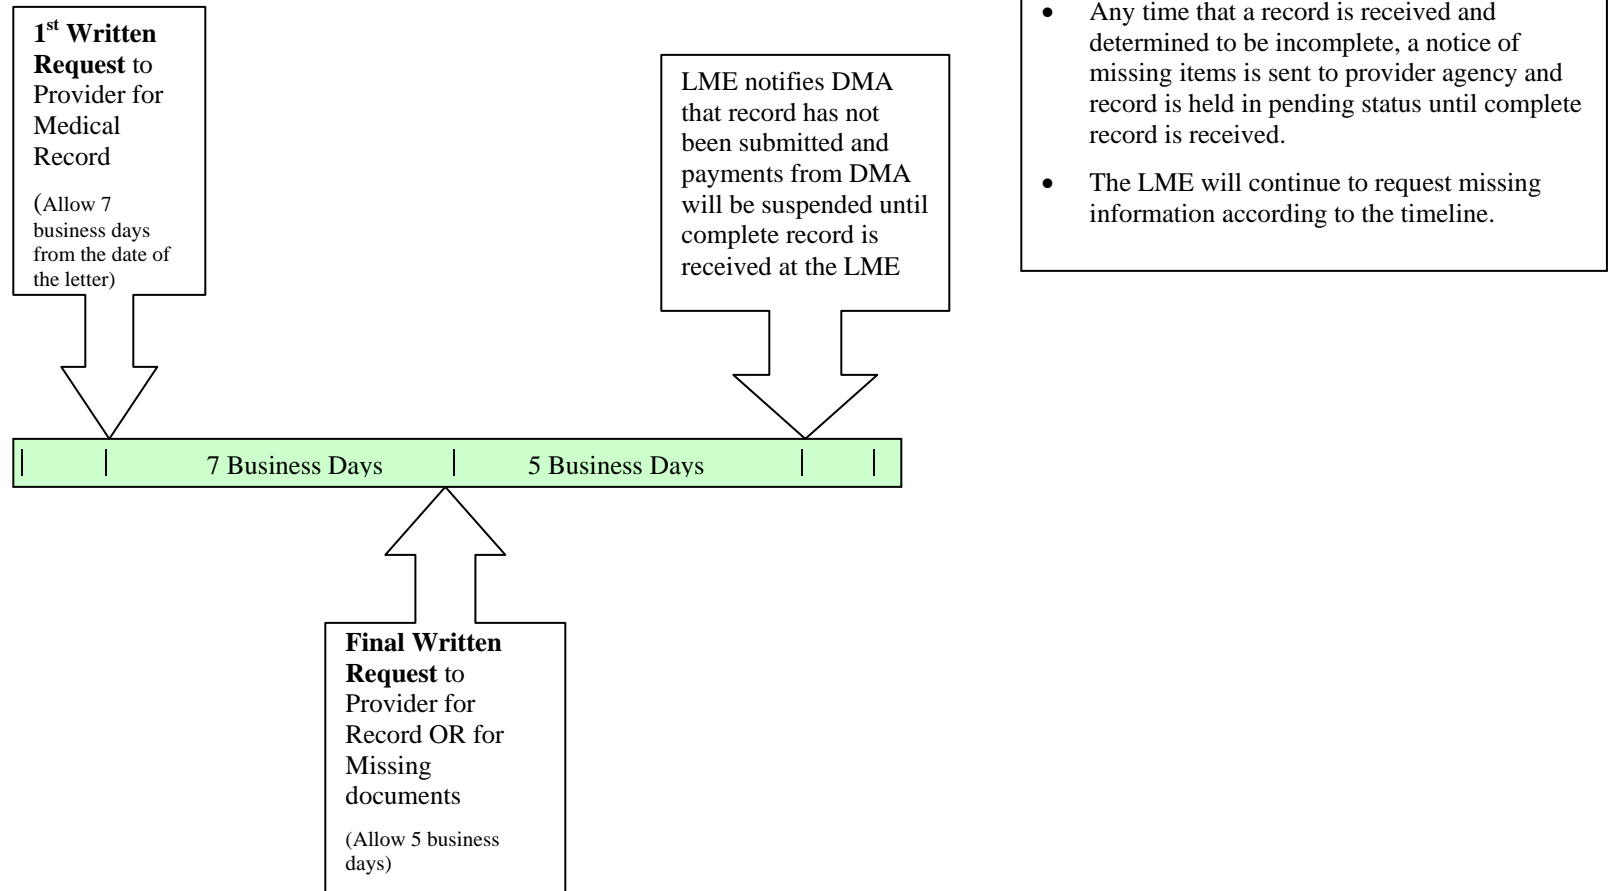 1st Written
Request to
Provider for
Medical
Record
(Allow 7
business days
from the date of
the letter)
LME notifies DMA
that record has not
been submitted and
payments from DMA
will be suspended until
complete record is
received at the LME
• Any time that a record is received and
determined to be incomplete, a notice of
missing items is sent to provider agency and
record is held in pending status until complete
record is received.
• The LME will continue to request missing
information according to the timeline.
7 Business Days
5 Business Days
Final Written
Request to
Provider for
Record OR for
Missing
documents
(Allow 5 business
days)